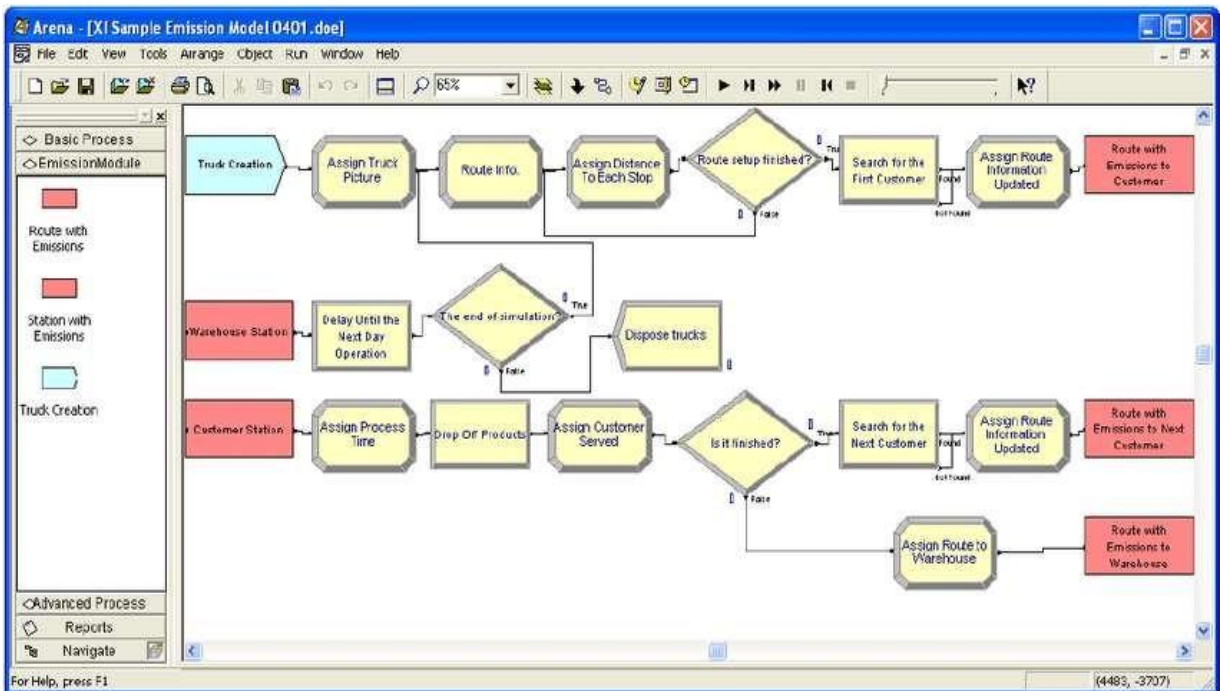 Arena - [XI Sample Emission Model 0401.doe]
File Edit View Tools Arrange Object Run Window Help
65%
Basic Process
EmissionModule
Route with
Emissions
Station with
Emissions
Truck Creation
Advanced Process
Reports
Navigate
Truck Creation
Assign Truck
Picture
Route Info.
Assign Distance
To Each Stop
Route setup finished?
True
False
Search for the
First Customer
Found
Not Found
Assign Route
Information
Updated
Route with
Emissions to
Customer
Warehouse Station
Delay Until the
Next Day
Operation
The end of simulation?
True
False
Dispose trucks
0
Customer Station
Assign Process
Time
Drop Off Products
Assign Customer
Served
Is it finished?
True
False
Search for the
Next Customer
Found
Not Found
Assign Route
Information
Updated
Route with
Emissions to Next
Customer
Assign Route to
Warehouse
Route with
Emissions to
Warehouse
For Help, press F1
(4483, -3707)